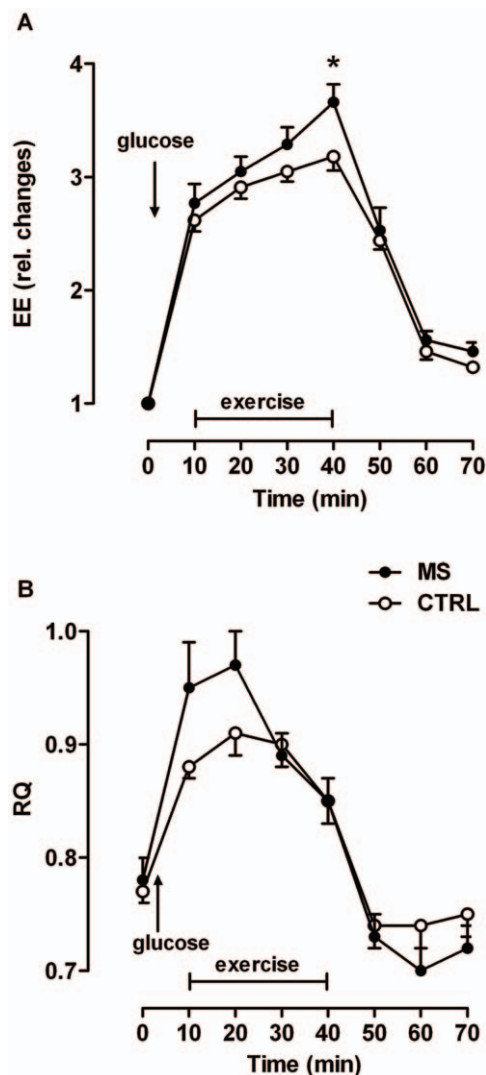 A
4
*
glucose
3
EE (rel. changes)
2
exercise
1
0 10 20 30 40 50 60 70
Time (min)
MS
B
CTRL
1.0
0.9
RQ
0.8
glucose
exercise
0.7
0 10 20 30 40 50 60 70
Time (min)